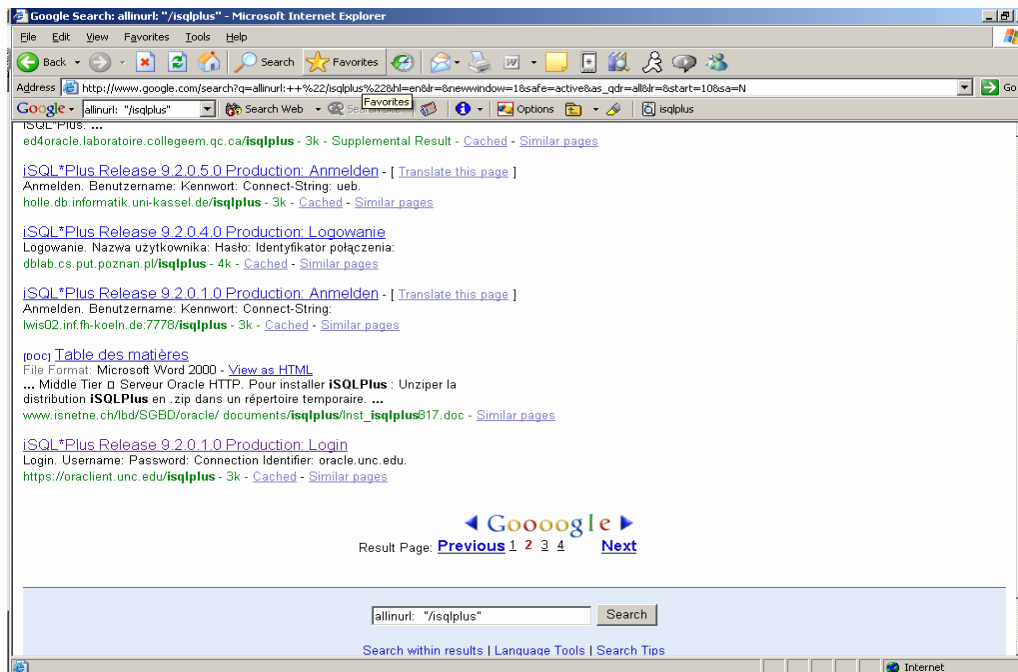 Google Search: allinurl: "/isqlplus" - Microsoft Internet Explorer
File Edit View Favorites Tools Help
Back Search Favorites
Address http://www.google.com/search?q=allinurl:++%22/isqlplus%22&hl=en&lr=&newwindow=1&safe=active&as_qdr=all&lr=&start=10&sa=N Go
Favorites
Google allinurl: "/isqlplus" Search Web Options isqlplus
iSQL*Plus. ...
ed4oracle.laboratoire.collegeem.qc.ca/isqlplus - 3k - Supplemental Result - Cached - Similar pages
iSQL*Plus Release 9.2.0.5.0 Production: Anmelden - [ Translate this page ]
Anmelden. Benutzername: Kennwort: Connect-String: ueb.
holle.db.informatik.uni-kassel.de/isqlplus - 3k - Cached - Similar pages
iSQL*Plus Release 9.2.0.4.0 Production: Logowanie
Logowanie. Nazwa użytkownika: Hasło: Identyfikator połączenia:
dblab.cs.put.poznan.pl/isqlplus - 4k - Cached - Similar pages
iSQL*Plus Release 9.2.0.1.0 Production: Anmelden - [ Translate this page ]
Anmelden. Benutzername: Kennwort: Connect-String:
lwis02.inf.fh-koeln.de:7778/isqlplus - 3k - Cached - Similar pages
[DOC] Table des matières
File Format: Microsoft Word 2000 - View as HTML
... Middle Tier □ Serveur Oracle HTTP. Pour installer iSQLPlus : Unziper la
distribution iSQLPlus en .zip dans un répertoire temporaire. ...
www.isnetne.ch/lbd/SGBD/oracle/ documents/isqlplus/Inst_isqlplus817.doc - Similar pages
iSQL*Plus Release 9.2.0.1.0 Production: Login
Login. Username: Password: Connection Identifier: oracle.unc.edu.
https://oraclient.unc.edu/isqlplus - 3k - Cached - Similar pages
Goooogle
Result Page: Previous 1 2 3 4 Next
allinurl: "/isqlplus" Search
Search within results | Language Tools | Search Tips
Internet